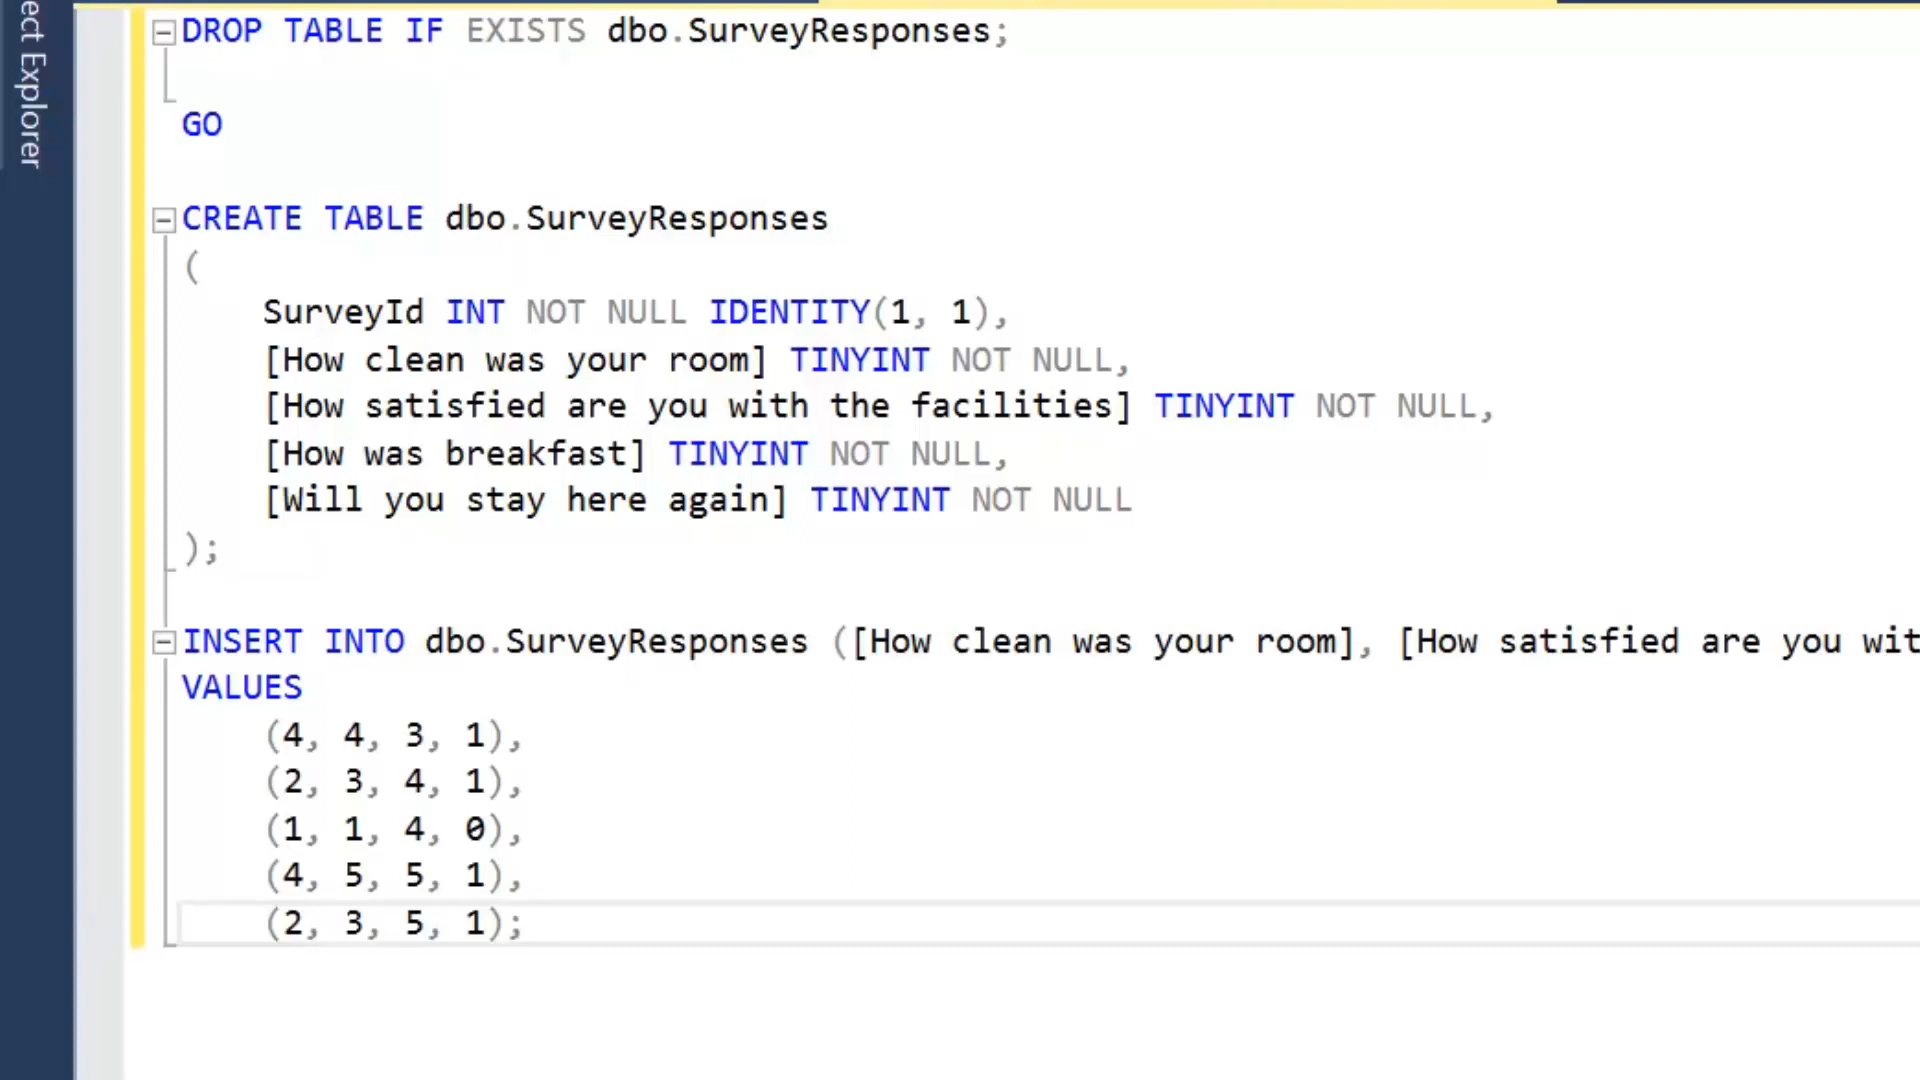 ect Explorer
DROP TABLE IF EXISTS dbo.SurveyResponses;
GO
CREATE TABLE dbo.SurveyResponses
(
SurveyId INT NOT NULL IDENTITY(1, 1),
[How clean was your room] TINYINT NOT NULL,
[How satisfied are you with the facilities] TINYINT NOT NULL,
[How was breakfast] TINYINT NOT NULL,
[Will you stay here again] TINYINT NOT NULL
);
INSERT INTO dbo.SurveyResponses ([How clean was your room], [How satisfied are you wit
VALUES
(4, 4, 3, 1),
(2, 3, 4, 1),
(1, 1, 4, 0),
(4, 5, 5, 1),
(2, 3, 5, 1);